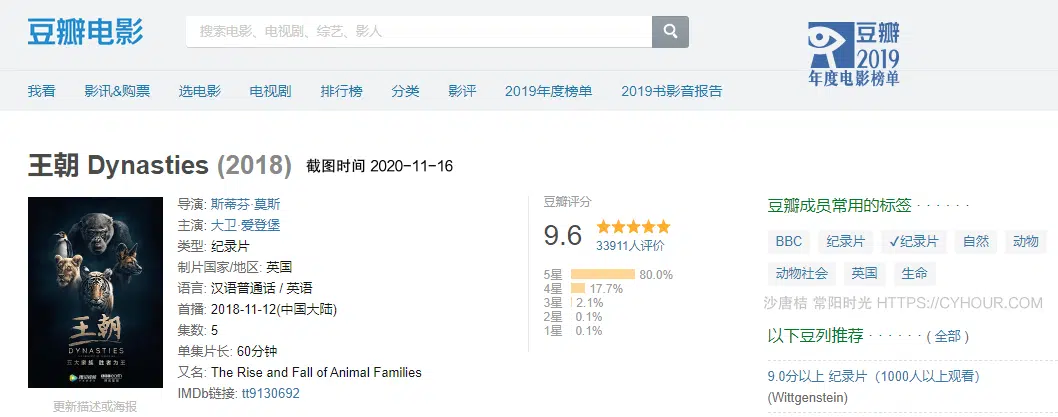 豆瓣电影
搜索电影、电视剧、综艺、影人
豆瓣
2019
年度电影榜单
我看 影讯&购票 选电影 电视剧 排行榜 分类 影评 2019年度榜单 2019书影音报告
王朝 Dynasties (2018) 截图时间 2020-11-16
王朝
DYNASTIES
导演: 斯蒂芬·莫斯
主演: 大卫·爱登堡
类型: 纪录片
制片国家/地区: 英国
语言: 汉语普通话 / 英语
首播: 2018-11-12(中国大陆)
集数: 5
单集片长: 60分钟
又名: The Rise and Fall of Animal Families
IMDb链接: tt9130692
更新描述或海报
豆瓣评分
9.6
33911人评价
5星 80.0%
4星 17.7%
3星 2.1%
2星 0.1%
1星 0.1%
豆瓣成员常用的标签 · · · · · ·
BBC 纪录片 ✓纪录片 自然 动物
动物社会 英国 生命
沙唐桔 常阳时光 HTTPS://CYHOUR.COM
以下豆列推荐 · · · · · · ( 全部 )
9.0分以上 纪录片（1000人以上观看）
(Wittgenstein)